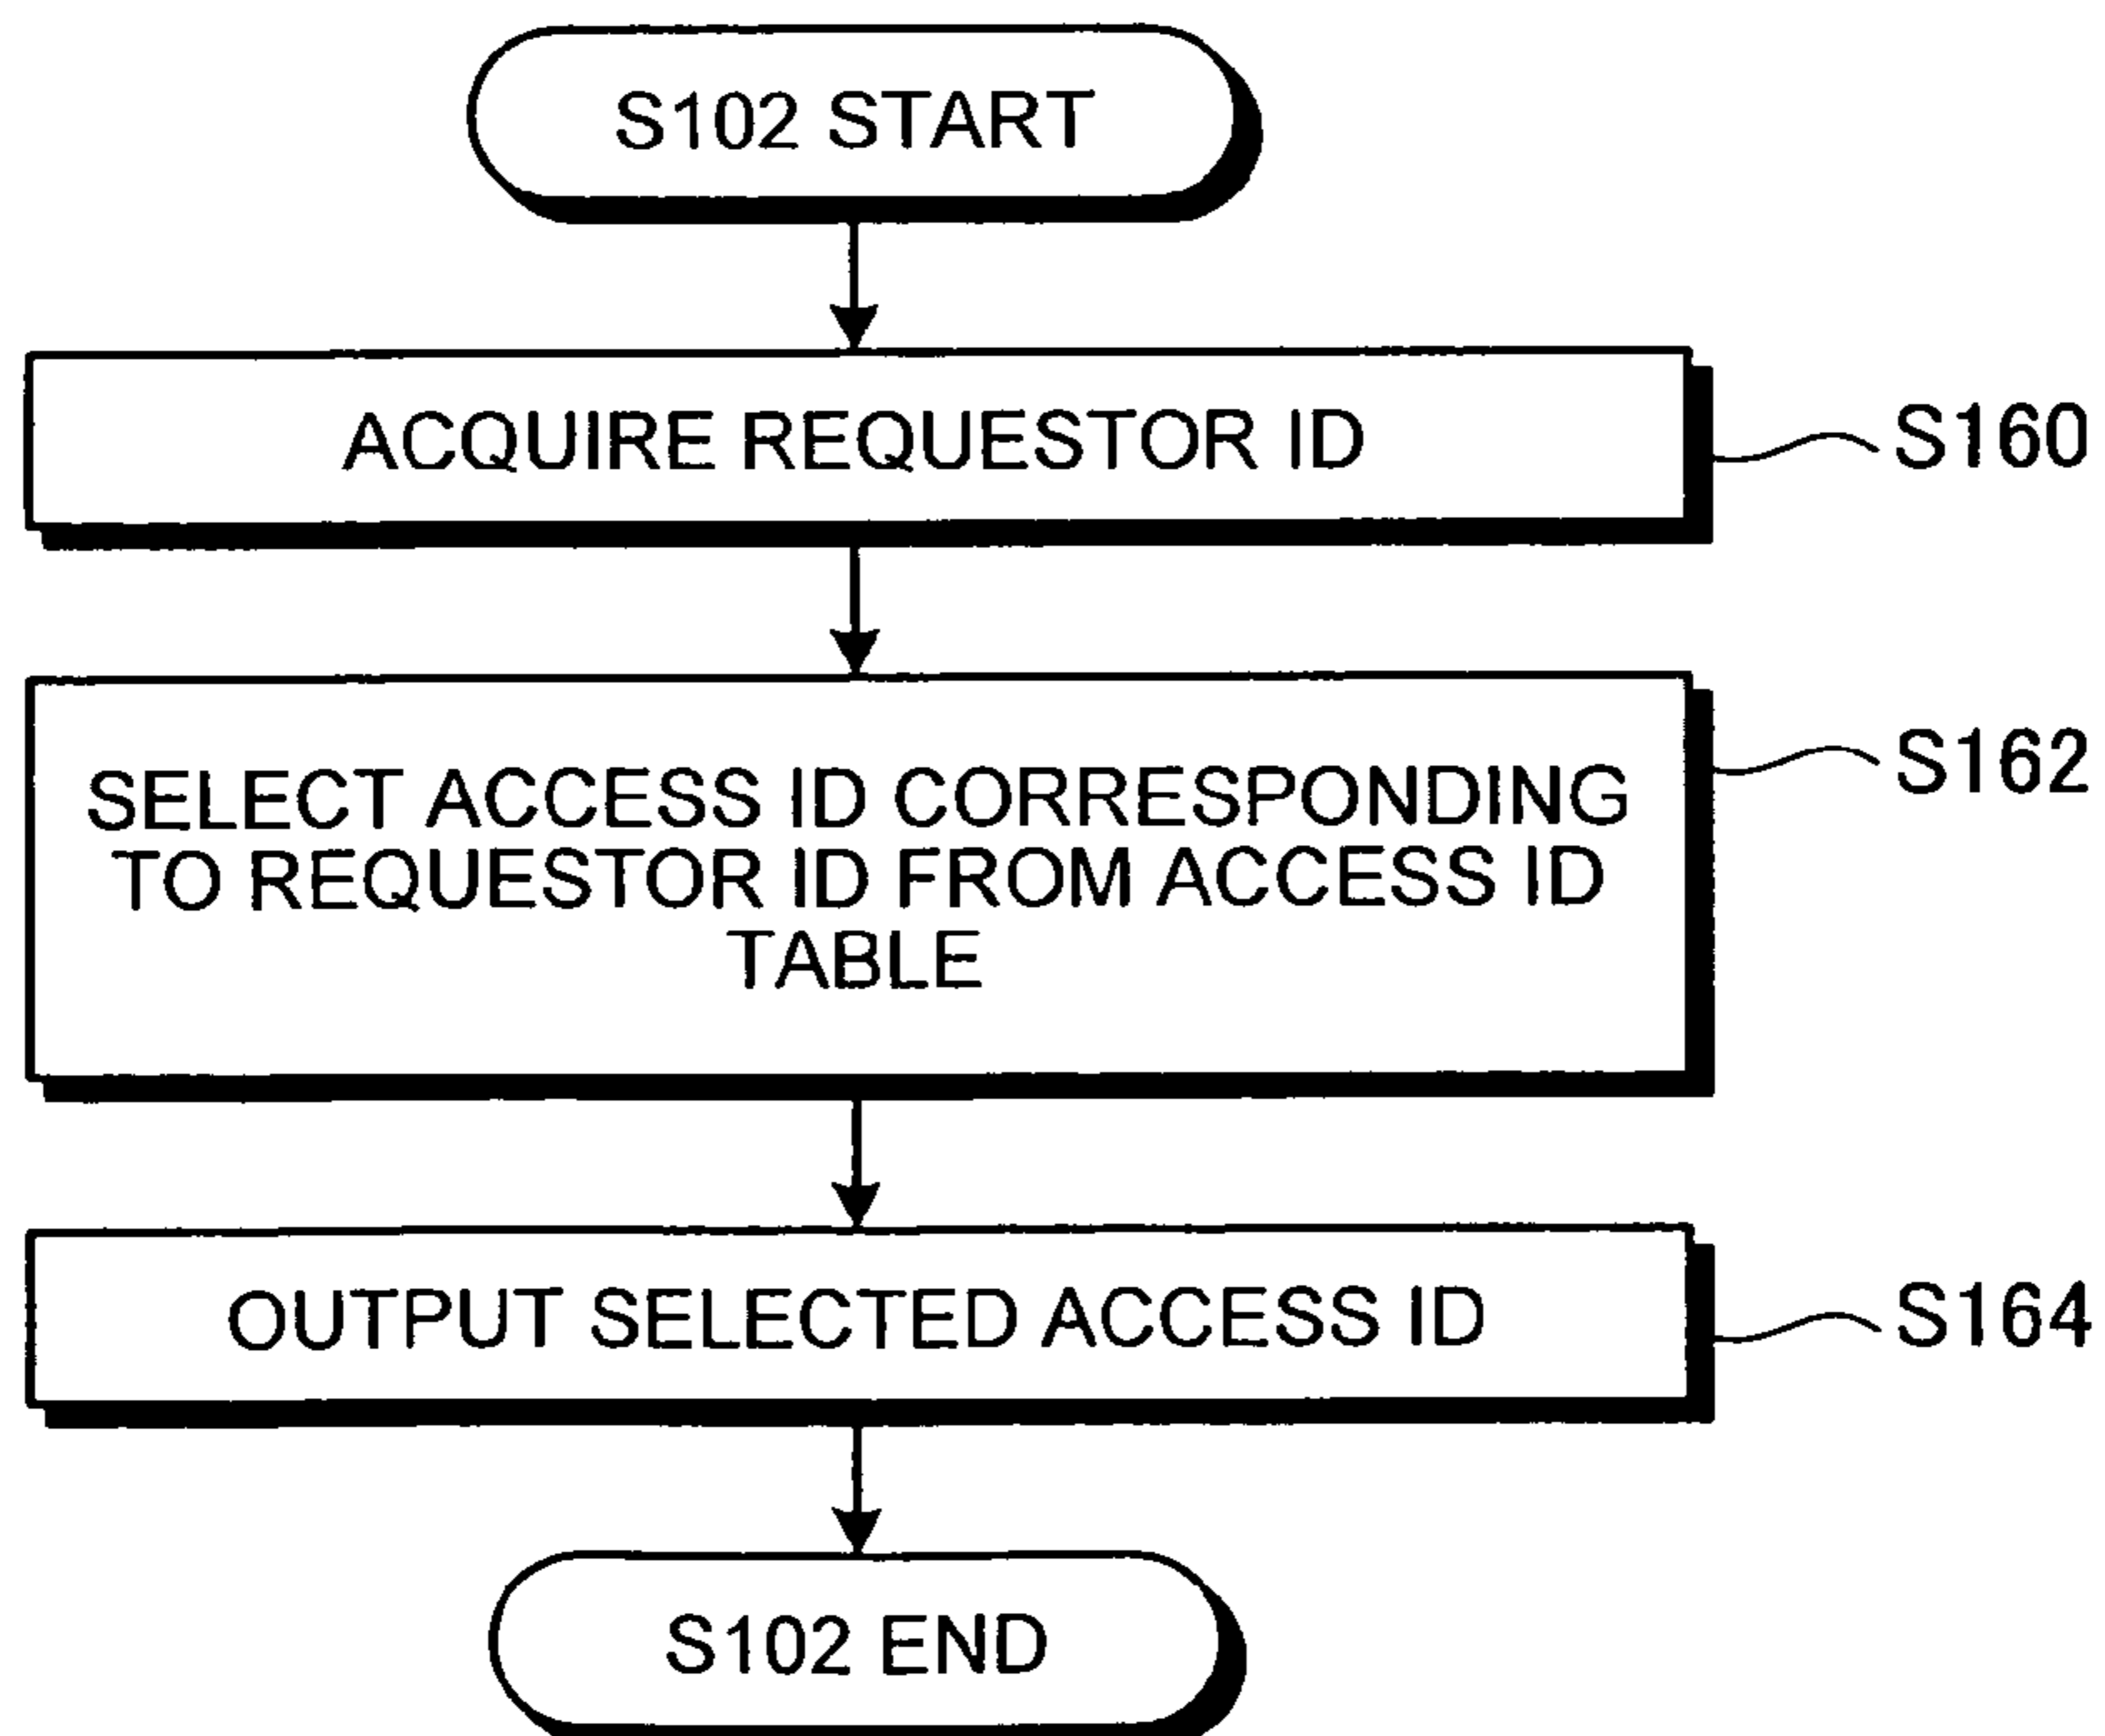 S102 START
ACQUIRE REQUESTOR ID
S160
SELECT ACCESS ID CORRESPONDING
TO REQUESTOR ID FROM ACCESS ID
TABLE
S162
OUTPUT SELECTED ACCESS ID
S164
S102 END